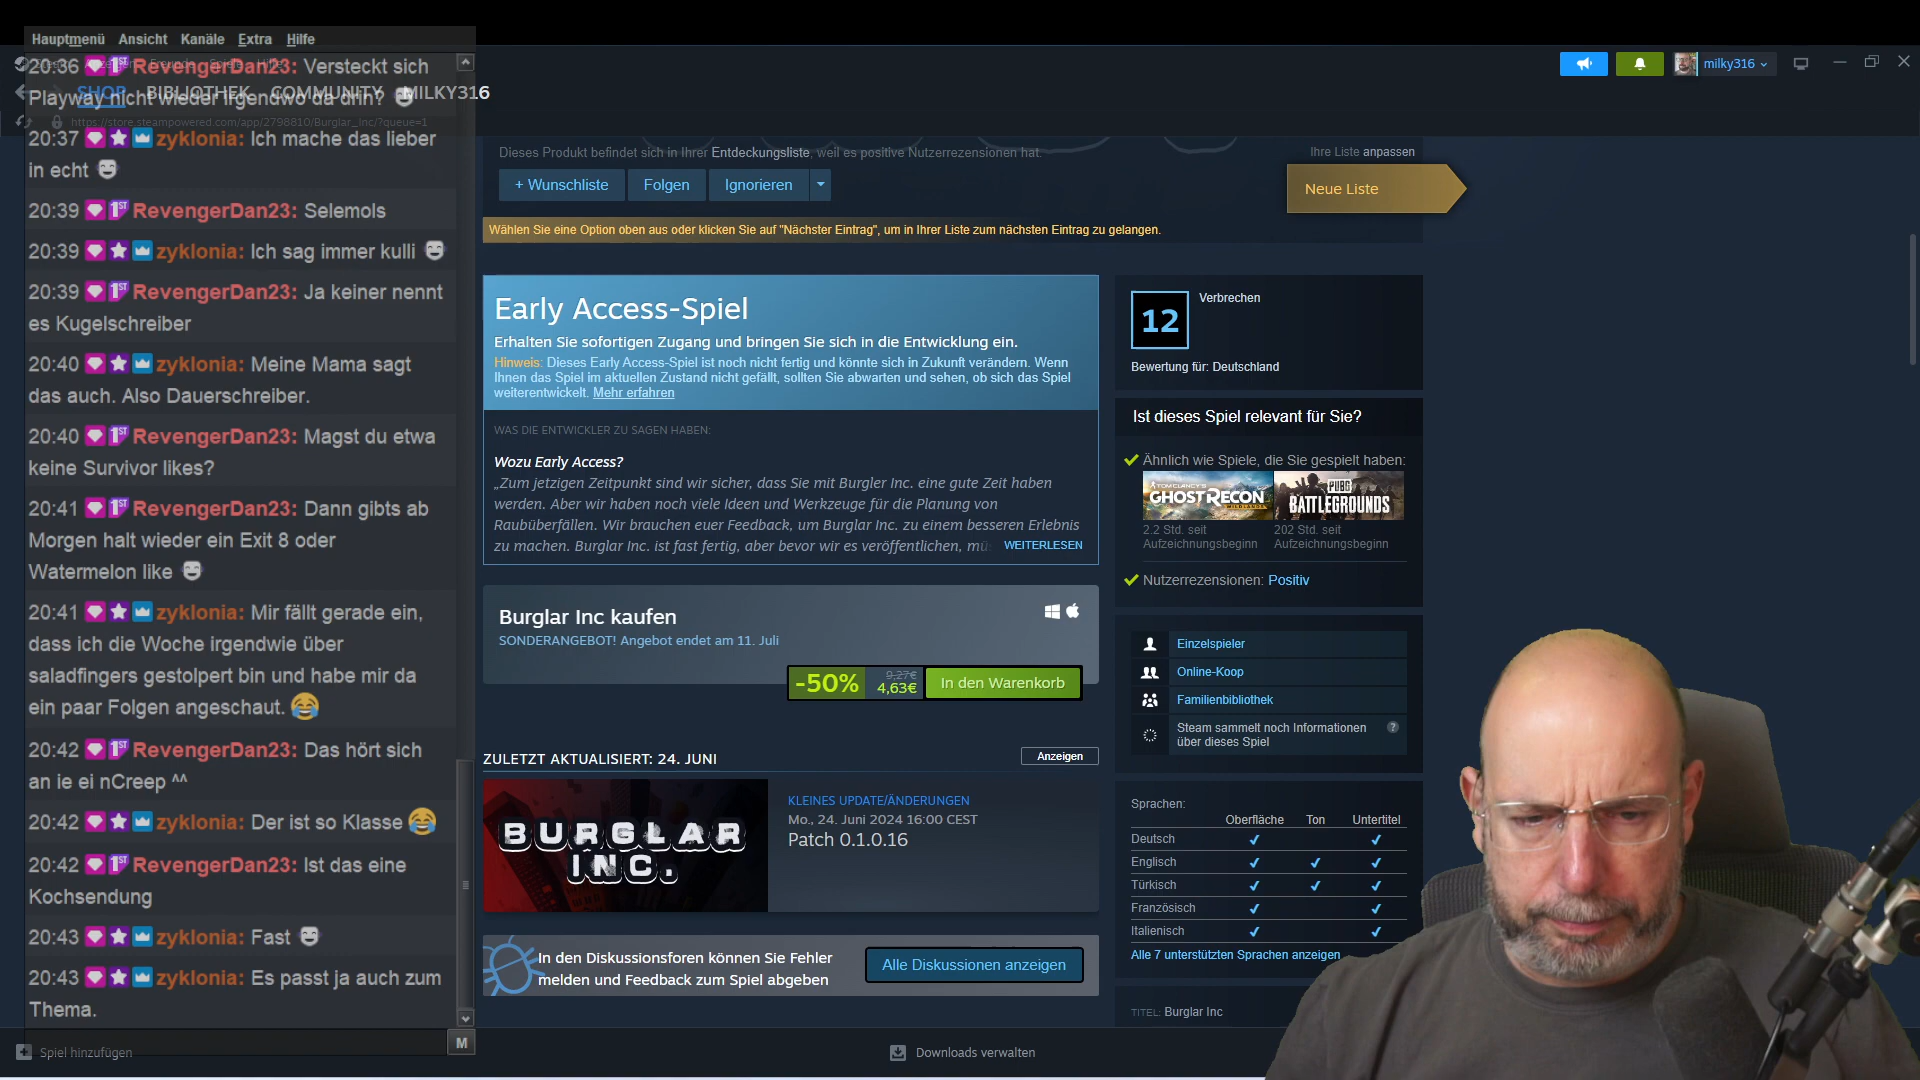 Hauptmenü Ansicht Kanäle Extra Hilfe
20:36 1ST RevengerDan23: Versteckt sich
Playway nicht wieder irgendwo da drin?
SHOP BIBLIOTHEK COMMUNITY MILKY316
https://store.steampowered.com/app/2798810/Burglar_Inc/?queue=1
milky316
20:37 zyklonia: Ich mache das lieber
in echt
20:39 1ST RevengerDan23: Selemols
20:39 zyklonia: Ich sag immer kulli
20:39 1ST RevengerDan23: Ja keiner nennt
es Kugelschreiber
20:40 zyklonia: Meine Mama sagt
das auch. Also Dauerschreiber.
20:40 1ST RevengerDan23: Magst du etwa
keine Survivor likes?
20:41 1ST RevengerDan23: Dann gibts ab
Morgen halt wieder ein Exit 8 oder
Watermelon like
20:41 zyklonia: Mir fällt gerade ein,
dass ich die Woche irgendwie über
saladfingers gestolpert bin und habe mir da
ein paar Folgen angeschaut.
20:42 1ST RevengerDan23: Das hört sich
an ie ei nCreep ^^
20:42 zyklonia: Der ist so Klasse
20:42 1ST RevengerDan23: Ist das eine
Kochsendung
20:43 zyklonia: Fast
20:43 zyklonia: Es passt ja auch zum
Thema.
M
Spiel hinzufügen
Dieses Produkt befindet sich in Ihrer Entdeckungsliste, weil es positive Nutzerrezensionen hat.
+ Wunschliste Folgen Ignorieren
Ihre Liste anpassen
Neue Liste
Wählen Sie eine Option oben aus oder klicken Sie auf "Nächster Eintrag", um in Ihrer Liste zum nächsten Eintrag zu gelangen.
Early Access-Spiel
Erhalten Sie sofortigen Zugang und bringen Sie sich in die Entwicklung ein.
Hinweis: Dieses Early Access-Spiel ist noch nicht fertig und könnte sich in Zukunft verändern. Wenn
Ihnen das Spiel im aktuellen Zustand nicht gefällt, sollten Sie abwarten und sehen, ob sich das Spiel
weiterentwickelt. Mehr erfahren
WAS DIE ENTWICKLER ZU SAGEN HABEN:
Wozu Early Access?
„Zum jetzigen Zeitpunkt sind wir sicher, dass Sie mit Burgler Inc. eine gute Zeit haben
werden. Aber wir haben noch viele Ideen und Werkzeuge für die Planung von
Raubüberfällen. Wir brauchen euer Feedback, um Burglar Inc. zu einem besseren Erlebnis
zu machen. Burglar Inc. ist fast fertig, aber bevor wir es veröffentlichen, mü WEITERLESEN
Burglar Inc kaufen
SONDERANGEBOT! Angebot endet am 11. Juli
-50% 9,27€ 4,63€ In den Warenkorb
ZULETZT AKTUALISIERT: 24. JUNI Anzeigen
BURGLAR
INC.
KLEINES UPDATE/ÄNDERUNGEN
Mo., 24. Juni 2024 16:00 CEST
Patch 0.1.0.16
In den Diskussionsforen können Sie Fehler
melden und Feedback zum Spiel abgeben
Alle Diskussionen anzeigen
Downloads verwalten
12 Verbrechen
Bewertung für: Deutschland
Ist dieses Spiel relevant für Sie?
Ähnlich wie Spiele, die Sie gespielt haben:
TOM CLANCY'S GHOST RECON WILDLANDS
PUBG BATTLEGROUNDS
2.2 Std. seit Aufzeichnungsbeginn
202 Std. seit Aufzeichnungsbeginn
Nutzerrezensionen: Positiv
Einzelspieler
Online-Koop
Familienbibliothek
Steam sammelt noch Informationen ?
über dieses Spiel
Sprachen:
Oberfläche Ton Untertitel
Deutsch ✔ ✔
Englisch ✔ ✔ ✔
Türkisch ✔ ✔ ✔
Französisch ✔ ✔
Italienisch ✔ ✔
Alle 7 unterstützten Sprachen anzeigen
TITEL: Burglar Inc